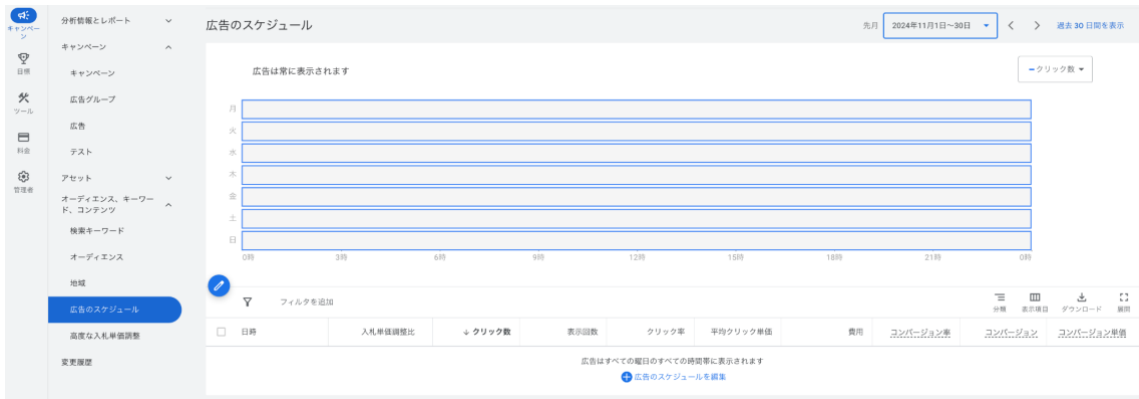 キャンペー
ン
目標
ツール
料金
管理者
分析情報とレポート
キャンペーン
キャンペーン
広告グループ
広告
テスト
アセット
オーディエンス、キーワー
ド、コンテンツ
検索キーワード
オーディエンス
地域
広告のスケジュール
高度な入札単価調整
変更履歴
広告のスケジュール
先月 2024年11月1日～30日 過去 30 日間を表示
広告は常に表示されます
クリック数
月
火
水
木
金
土
日
0時 3時 6時 9時 12時 15時 18時 21時 0時
フィルタを追加
分類 表示項目 ダウンロード 展開
日時 入札単価調整比 ↓ クリック数 表示回数 クリック率 平均クリック単価 費用 コンバージョン率 コンバージョン コンバージョン単価
広告はすべての曜日のすべての時間帯に表示されます
広告のスケジュールを編集